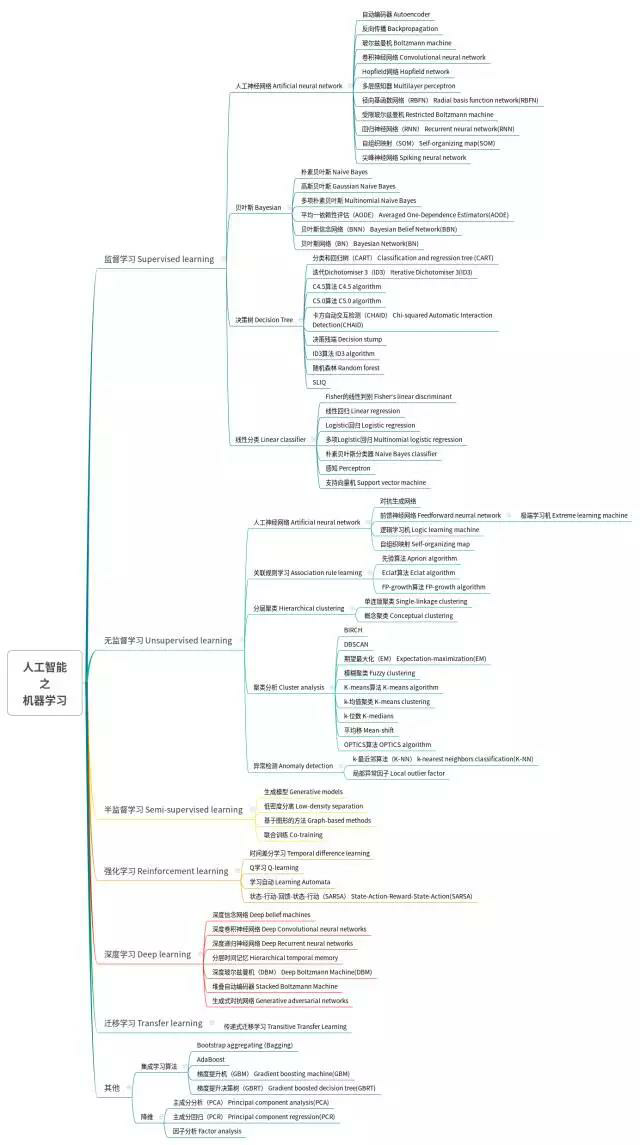 人工智能
之
机器学习
监督学习 Supervised learning
人工神经网络 Artificial neural network
自动编码器 Autoencoder
反向传播 Backpropagation
玻尔兹曼机 Boltzmann machine
卷积神经网络 Convolutional neural network
Hopfield网络 Hopfield network
多层感知器 Multilayer perceptron
径向基函数网络（RBFN） Radial basis function network(RBFN)
受限玻尔兹曼机 Restricted Boltzmann machine
回归神经网络（RNN） Recurrent neural network(RNN)
自组织映射（SOM） Self-organizing map(SOM)
尖峰神经网络 Spiking neural network
贝叶斯 Bayesian
朴素贝叶斯 Naive Bayes
高斯贝叶斯 Gaussian Naive Bayes
多项朴素贝叶斯 Multinomial Naive Bayes
平均一依赖性评估（AODE） Averaged One-Dependence Estimators(AODE)
贝叶斯信念网络（BNN） Bayesian Belief Network(BBN)
贝叶斯网络（BN） Bayesian Network(BN)
决策树 Decision Tree
分类和回归树（CART） Classification and regression tree (CART)
迭代Dichotomiser 3（ID3） Iterative Dichotomiser 3(ID3)
C4.5算法 C4.5 algorithm
C5.0算法 C5.0 algorithm
卡方自动交互检测（CHAID） Chi-squared Automatic Interaction
Detection(CHAID)
决策残端 Decision stump
ID3算法 ID3 algorithm
随机森林 Random forest
SLIQ
线性分类 Linear classifier
Fisher的线性判别 Fisher's linear discriminant
线性回归 Linear regression
Logistic回归 Logistic regression
多项Logistic回归 Multinomial logistic regression
朴素贝叶斯分类器 Naive Bayes classifier
感知 Perceptron
支持向量机 Support vector machine
无监督学习 Unsupervised learning
人工神经网络 Artificial neural network
对抗生成网络
前馈神经网络 Feedforward neurral network
极端学习机 Extreme learning machine
逻辑学习机 Logic learning machine
自组织映射 Self-organizing map
关联规则学习 Association rule learning
先验算法 Apriori algorithm
Eclat算法 Eclat algorithm
FP-growth算法 FP-growth algorithm
分层聚类 Hierarchical clustering
单连锁聚类 Single-linkage clustering
概念聚类 Conceptual clustering
聚类分析 Cluster analysis
BIRCH
DBSCAN
期望最大化（EM） Expectation-maximization(EM)
模糊聚类 Fuzzy clustering
K-means算法 K-means algorithm
k-均值聚类 K-means clustering
k-位数 K-medians
平均移 Mean-shift
OPTICS算法 OPTICS algorithm
异常检测 Anomaly detection
k-最近邻算法（K-NN） k-nearest neighbors classification(K-NN)
局部异常因子 Local outlier factor
半监督学习 Semi-supervised learning
生成模型 Generative models
低密度分离 Low-density separation
基于图形的方法 Graph-based methods
联合训练 Co-training
强化学习 Reinforcement learning
时间差分学习 Temporal difference learning
Q学习 Q-learning
学习自动 Learning Automata
状态-行动-回馈-状态-行动（SARSA） State-Action-Reward-State-Action(SARSA)
深度学习 Deep learning
深度信念网络 Deep belief machines
深度卷积神经网络 Deep Convolutional neural networks
深度递归神经网络 Deep Recurrent neural networks
分层时间记忆 Hierarchical temporal memory
深度玻尔兹曼机（DBM） Deep Boltzmann Machine(DBM)
堆叠自动编码器 Stacked Boltzmann Machine
生成式对抗网络 Generative adversarial networks
迁移学习 Transfer learning
传递式迁移学习 Transitive Transfer Learning
其他
集成学习算法
Bootstrap aggregating (Bagging)
AdaBoost
梯度提升机（GBM） Gradient boosting machine(GBM)
梯度提升决策树（GBRT） Gradient boosted decision tree(GBRT)
降维
主成分分析（PCA） Principal component analysis(PCA)
主成分回归（PCR） Principal component regression(PCR)
因子分析 Factor analysis